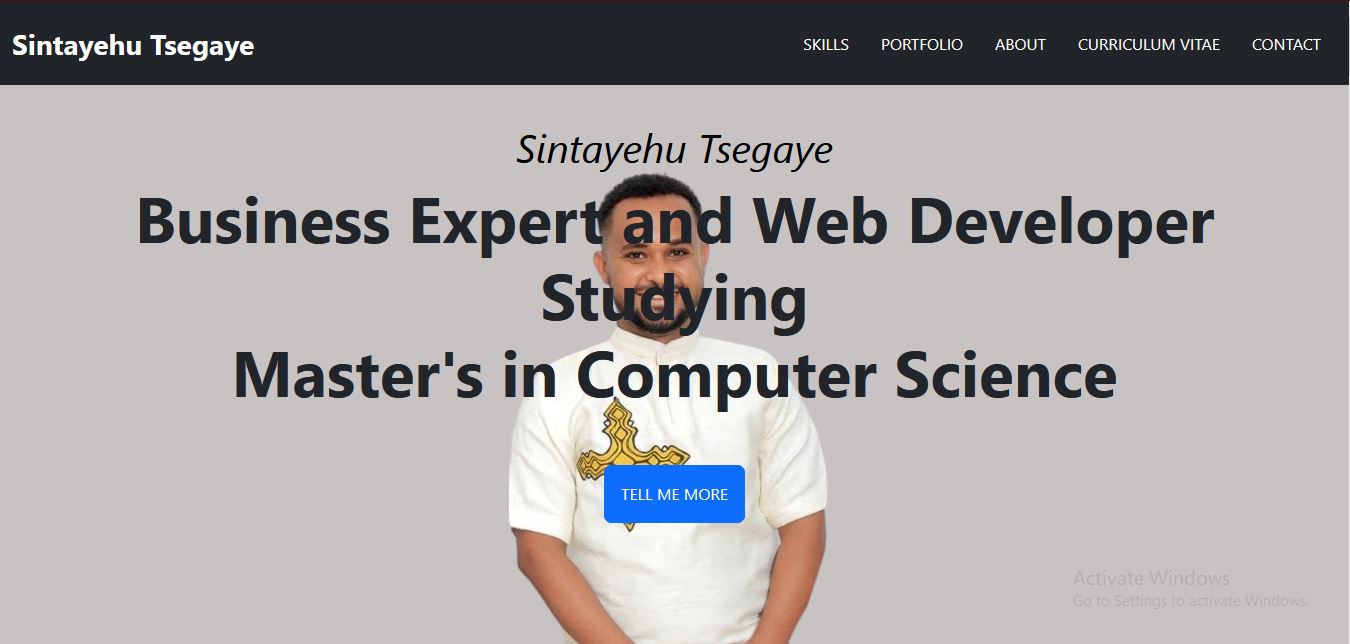 Sintayehu Tsegaye
SKILLS PORTFOLIO ABOUT CURRICULUM VITAE CONTACT
Sintayehu Tsegaye
Business Expert and Web Developer
Studying
Master's in Computer Science
TELL ME MORE
Activate Windows
Go to Settings to activate Windows.